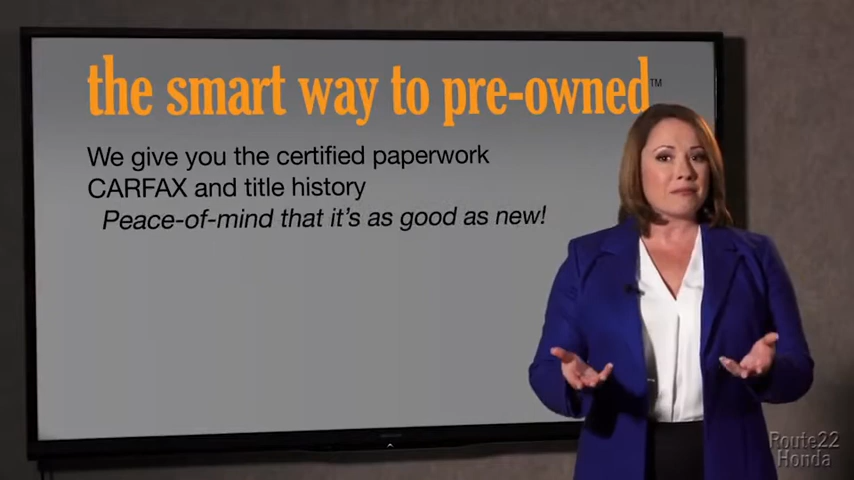 the smart way to pre-owned™
We give you the certified paperwork
CARFAX and title history
Peace-of-mind that it's as good as new!
Route22
Honda